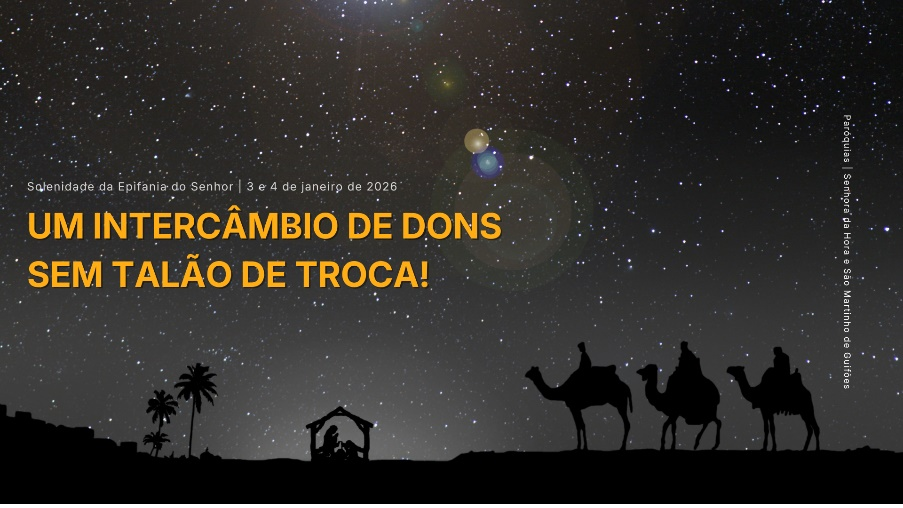 Solenidade da Epifania do Senhor | 3 e 4 de janeiro de 2026
UM INTERCÂMBIO DE DONS
SEM TALÃO DE TROCA!
Paróquias | Senhora da Hora e São Martinho de Guifões